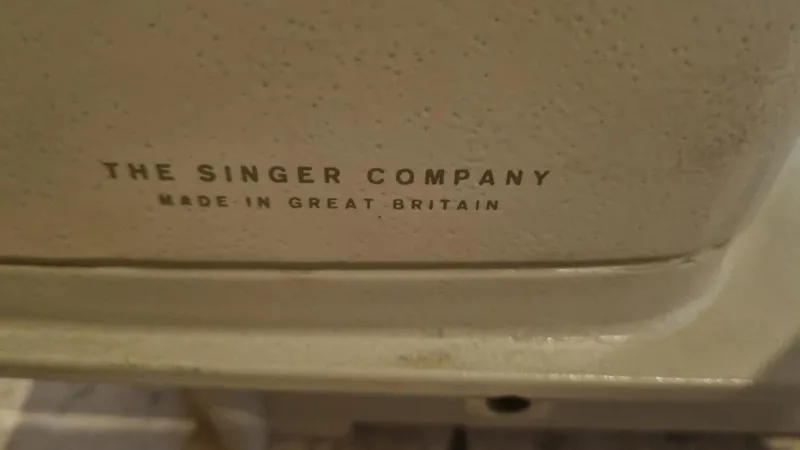 THE SINGER COMPANY
MADE IN GREAT BRITAIN